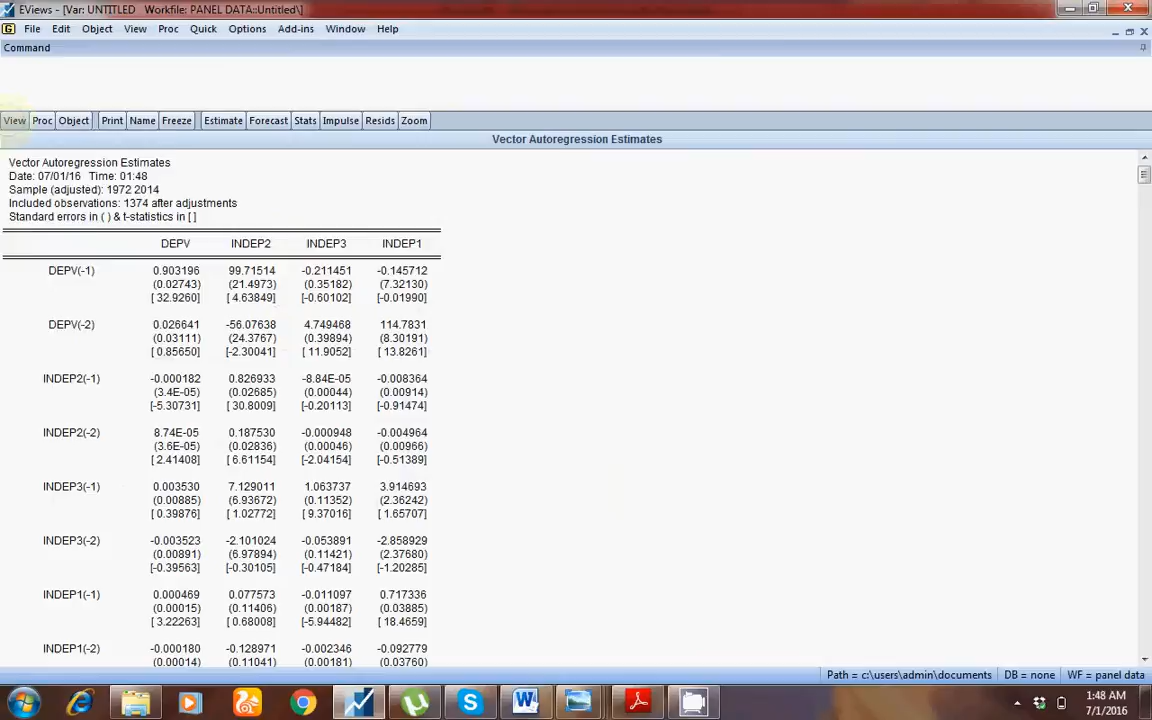 EViews - [Var: UNTITLED Workfile: PANEL DATA::Untitled\]
File Edit Object View Proc Quick Options Add-ins Window Help
Command
View Proc Object Print Name Freeze Estimate Forecast Stats Impulse Resids Zoom
Vector Autoregression Estimates
Vector Autoregression Estimates
Date: 07/01/16 Time: 01:48
Sample (adjusted): 1972 2014
Included observations: 1374 after adjustments
Standard errors in ( ) & t-statistics in [ ]
DEPV INDEP2 INDEP3 INDEP1
DEPV(-1) 0.903196 99.71514 -0.211451 -0.145712
(0.02743) (21.4973) (0.35182) (7.32130)
[ 32.9260] [ 4.63849] [-0.60102] [-0.01990]
DEPV(-2) 0.026641 -56.07638 4.749468 114.7831
(0.03111) (24.3767) (0.39894) (8.30191)
[ 0.85650] [-2.30041] [ 11.9052] [ 13.8261]
INDEP2(-1) -0.000182 0.826933 -8.84E-05 -0.008364
(3.4E-05) (0.02685) (0.00044) (0.00914)
[-5.30731] [ 30.8009] [-0.20113] [-0.91474]
INDEP2(-2) 8.74E-05 0.187530 -0.000948 -0.004964
(3.6E-05) (0.02836) (0.00046) (0.00966)
[ 2.41408] [ 6.61154] [-2.04154] [-0.51389]
INDEP3(-1) 0.003530 7.129011 1.063737 3.914693
(0.00885) (6.93672) (0.11352) (2.36242)
[ 0.39876] [ 1.02772] [ 9.37016] [ 1.65707]
INDEP3(-2) -0.003523 -2.101024 -0.053891 -2.858929
(0.00891) (6.97894) (0.11421) (2.37680)
[-0.39563] [-0.30105] [-0.47184] [-1.20285]
INDEP1(-1) 0.000469 0.077573 -0.011097 0.717336
(0.00015) (0.11406) (0.00187) (0.03885)
[ 3.22263] [ 0.68008] [-5.94482] [ 18.4659]
INDEP1(-2) -0.000180 -0.128971 -0.002346 -0.092779
(0.00014) (0.11041) (0.00181) (0.03760)
Path = c:\users\admin\documents DB = none WF = panel data
1:48 AM
7/1/2016